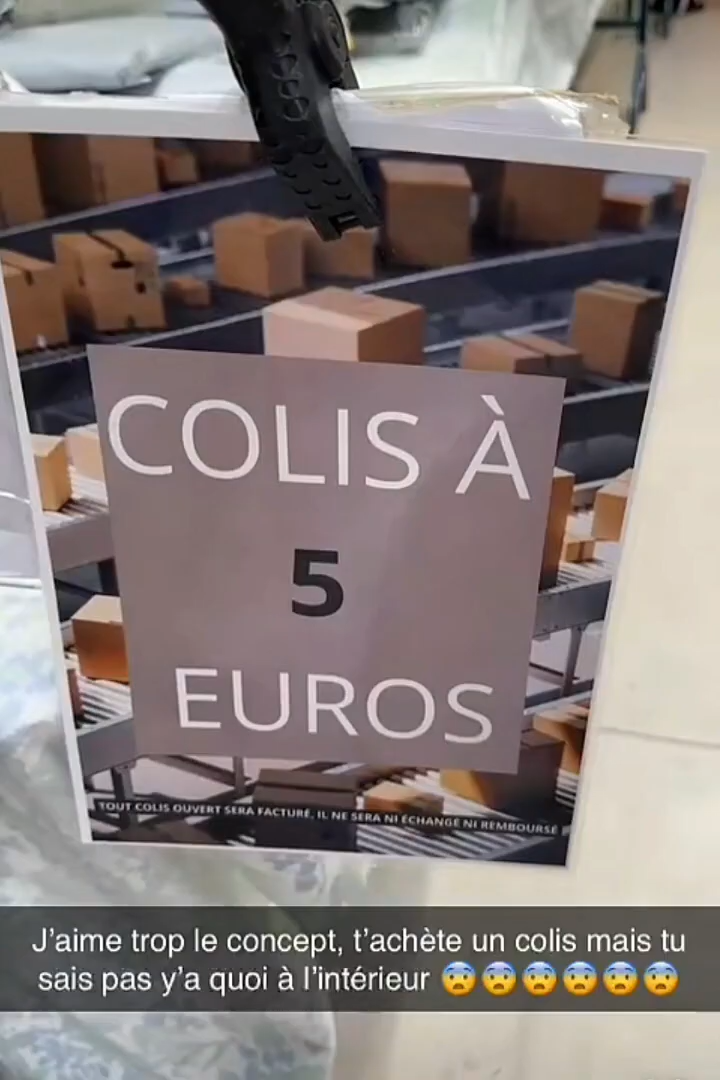 COLIS À
5
EUROS
TOUT COLIS OUVERT SERA FACTURÉ, IL NE SERA NI ÉCHANGÉ NI REMBOURSÉ
J’aime trop le concept, t’achète un colis mais tu
sais pas y’a quoi à l’intérieur 😨😨😨😨😨😨